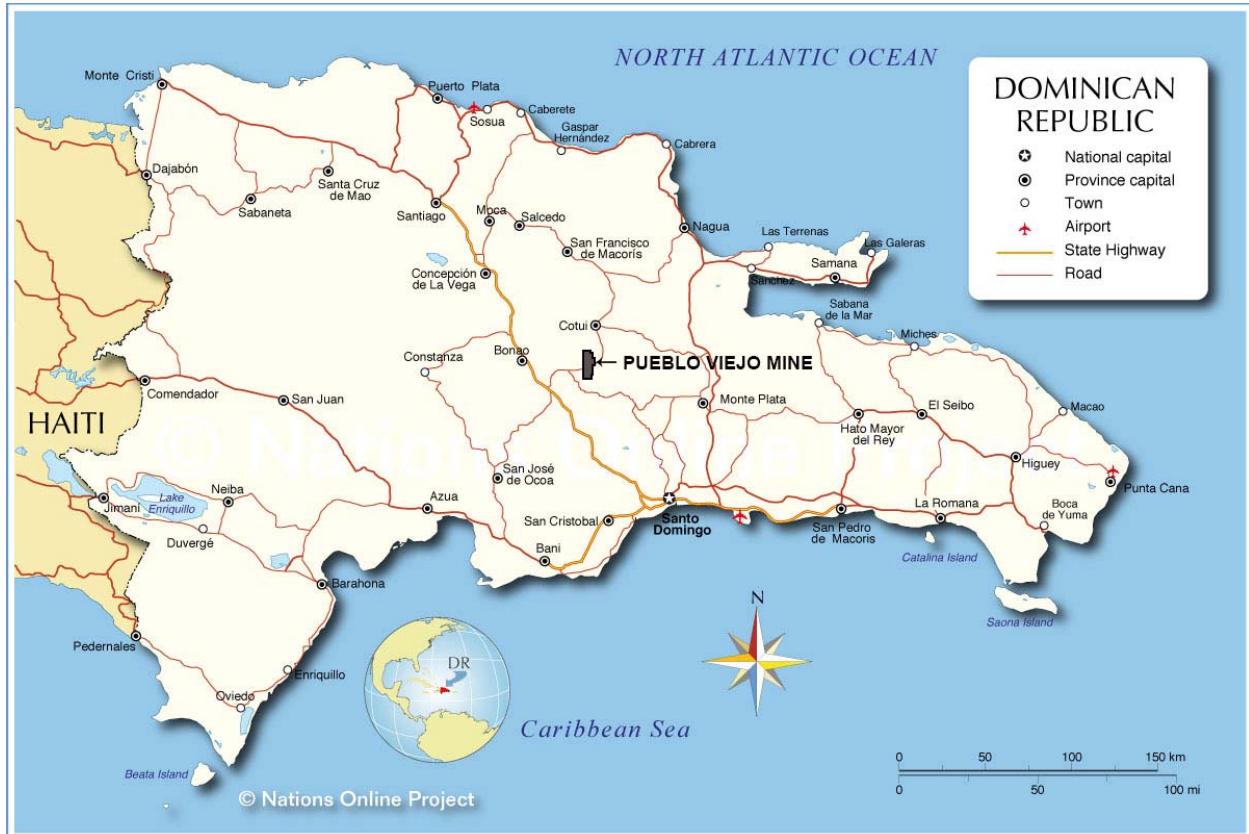 NORTH ATLANTIC OCEAN
DOMINICAN
REPUBLIC
National capital
Province capital
Town
Airport
State Highway
Road
Monte Cristi
Puerto Plata
Sosua
Caberete
Gaspar
Hernández
Cabrera
Dajabón
Sabaneta
Santa Cruz
de Mao
Santiago
Moca
Salcedo
San Francisco
de Macorís
Nagua
Las Terrenas
Las Galeras
Samana
Sanchez
Concepción
de La Vega
Sabana
de la Mar
Miches
Cotui
Constanza
Bonao
PUEBLO VIEJO MINE
Comendador
San Juan
Monte Plata
Hato Mayor
del Rey
El Seibo
Macao
HAITI
© Nations Online Project
Higuey
Punta Cana
San José
de Ocoa
Neiba
Lake
Enriquillo
Jimaní
Azua
Duvergé
San Cristobal
Santo
Domingo
San Pedro
de Macoris
La Romana
Boca
de Yuma
Bani
Catalina Island
Barahona
Saona Island
Pedernales
N
DR
Enriquillo
Oviedo
Caribbean Sea
Beata Island
© Nations Online Project
0 50 100 150 km
0 50 100 mi